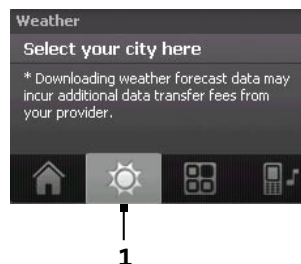 Weather
Select your city here
* Downloading weather forecast data may
incur additional data transfer fees from
your provider.
1